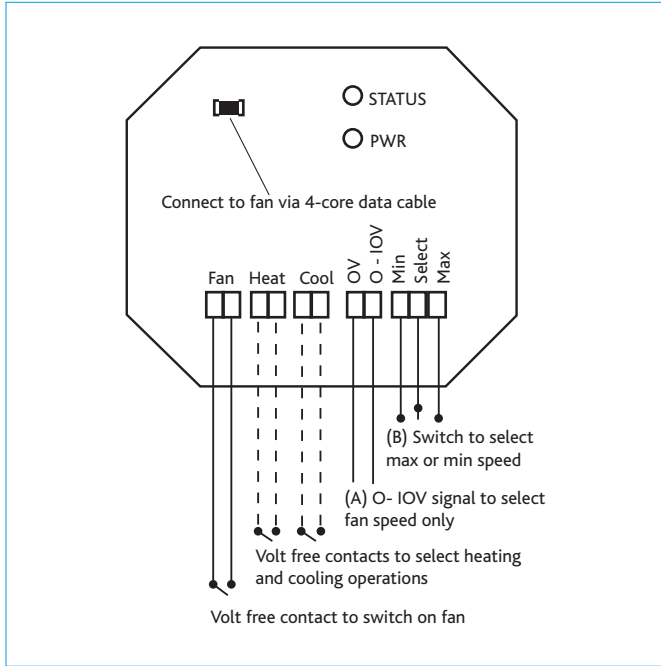 STATUS
PWR
Connect to fan via 4-core data cable
Fan Heat Cool OV O - IOV Min Select Max
(B) Switch to select
max or min speed
(A) O- IOV signal to select
fan speed only
Volt free contacts to select heating
and cooling operations
Volt free contact to switch on fan